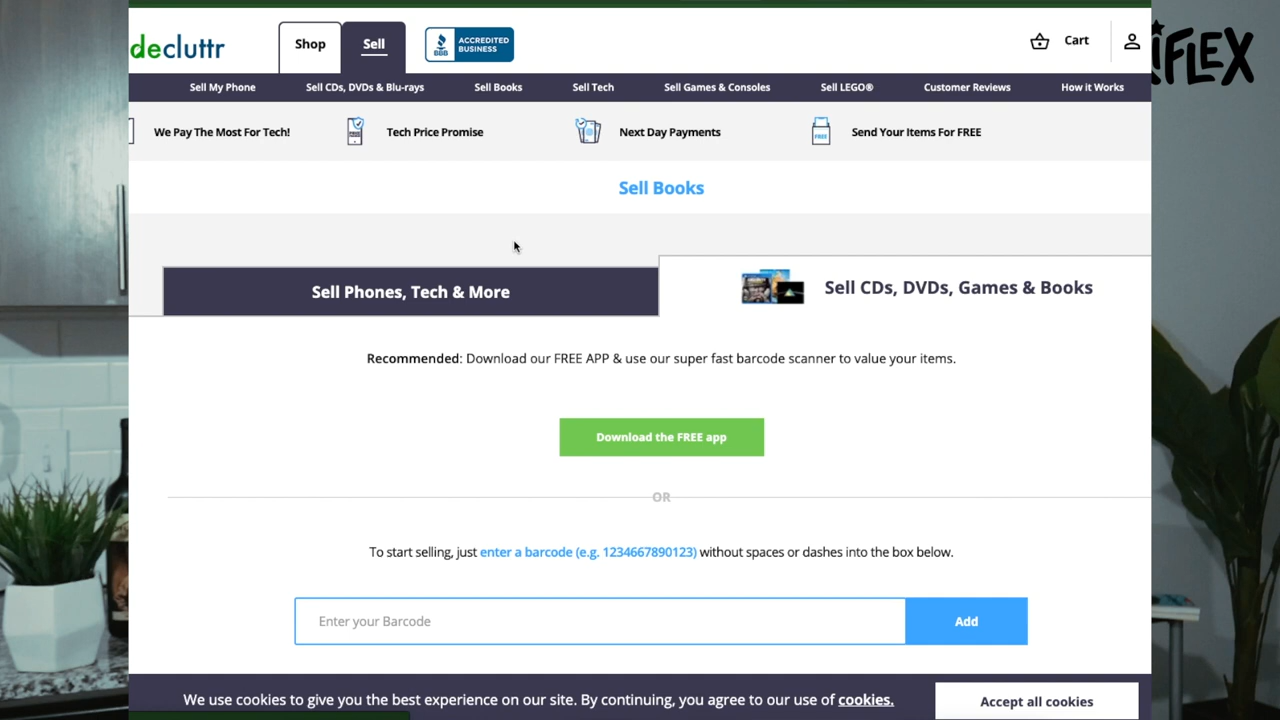 decluttr
Shop
Sell
BBB
ACCREDITED
BUSINESS
Cart
iFLEX
Sell My Phone
Sell CDs, DVDs & Blu-rays
Sell Books
Sell Tech
Sell Games & Consoles
Sell LEGO®
Customer Reviews
How it Works
We Pay The Most For Tech!
Tech Price Promise
Next Day Payments
FREE
Send Your Items For FREE
Sell Books
Sell Phones, Tech & More
Sell CDs, DVDs, Games & Books
Recommended: Download our FREE APP & use our super fast barcode scanner to value your items.
Download the FREE app
OR
To start selling, just enter a barcode (e.g. 1234667890123) without spaces or dashes into the box below.
Enter your Barcode
Add
We use cookies to give you the best experience on our site. By continuing, you agree to our use of cookies.
Accept all cookies